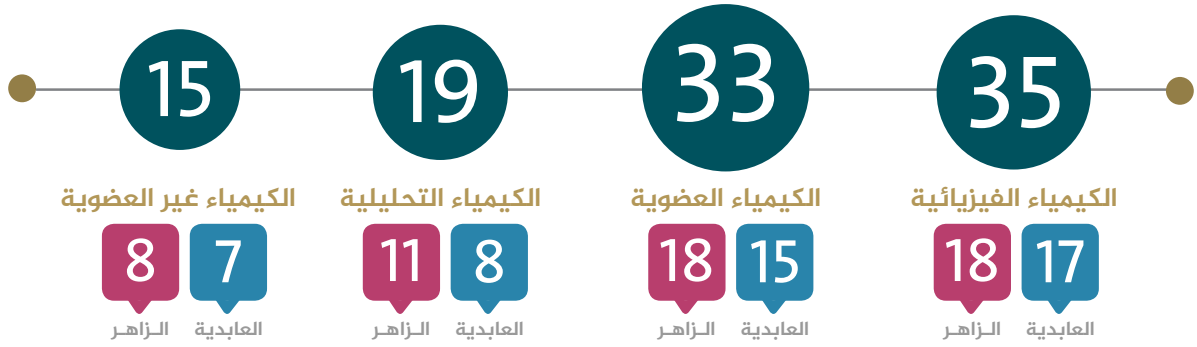 35 33 19 15
الكيمياء الفيزيائية الكيمياء العضوية الكيمياء التحليلية الكيمياء غير العضوية
17 18 15 18 8 11 7 8
العابدية الـزاهـر العابدية الـزاهـر العابدية الـزاهـر العابدية الـزاهـر